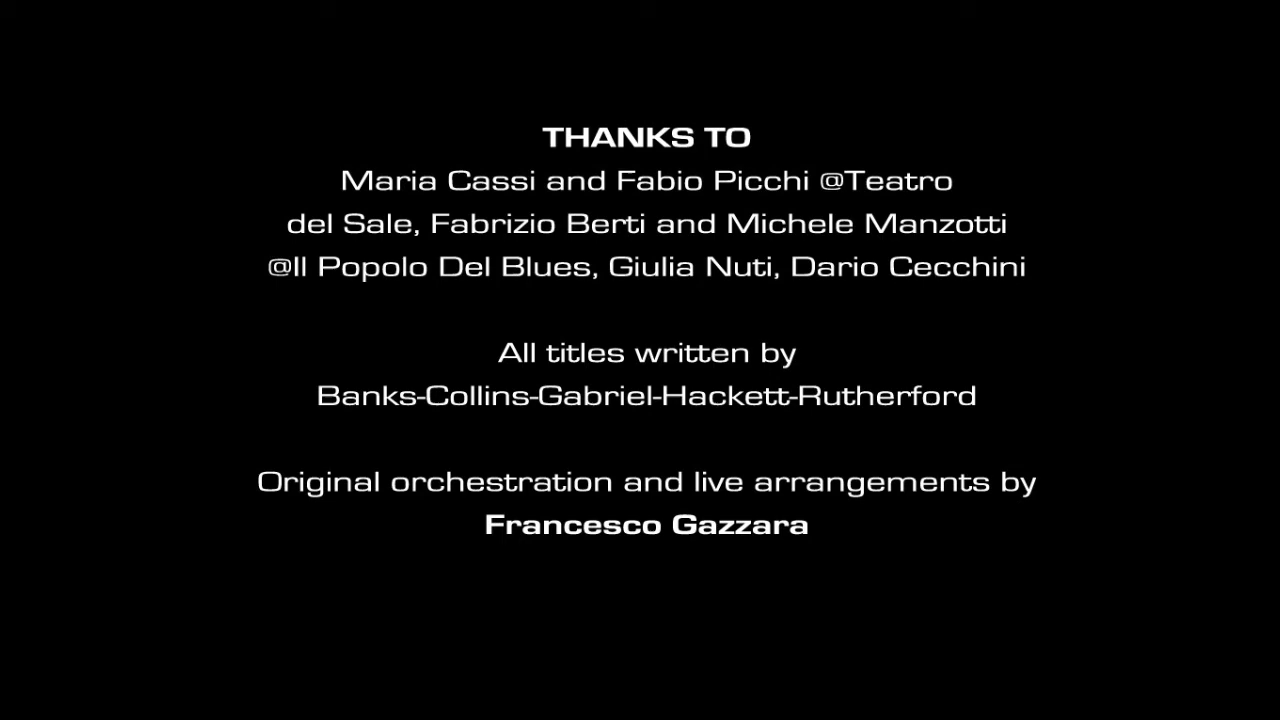 THANKS TO
Maria Cassi and Fabio Picchi @Teatro
del Sale, Fabrizio Berti and Michele Manzotti
@Il Popolo Del Blues, Giulia Nuti, Dario Cecchini
All titles written by
Banks-Collins-Gabriel-Hackett-Rutherford
Original orchestration and live arrangements by
Francesco Gazzara